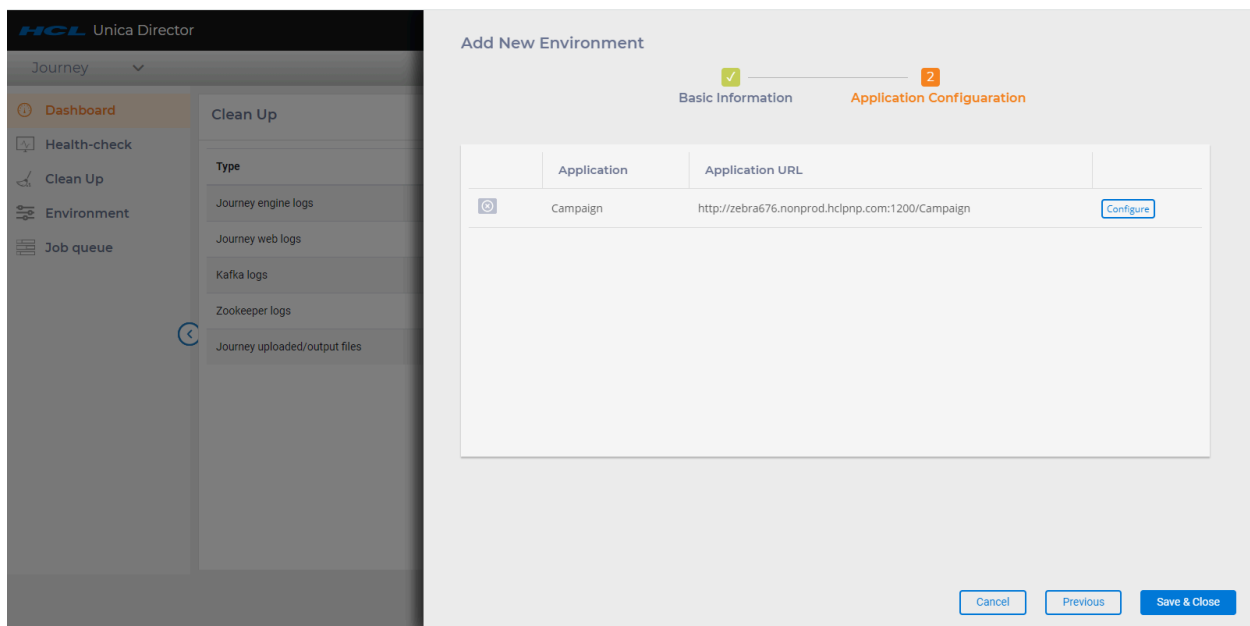 HCL Unica Director
Journey
Dashboard
Health-check
Clean Up
Environment
Job queue
Clean Up
Type
Journey engine logs
Journey web logs
Kafka logs
Zookeeper logs
Journey uploaded/output files
Add New Environment
2
Basic Information Application Configuaration
Application Application URL
Campaign http://zebra676.nonprod.hclpnp.com:1200/Campaign Configure
Cancel Previous Save & Close